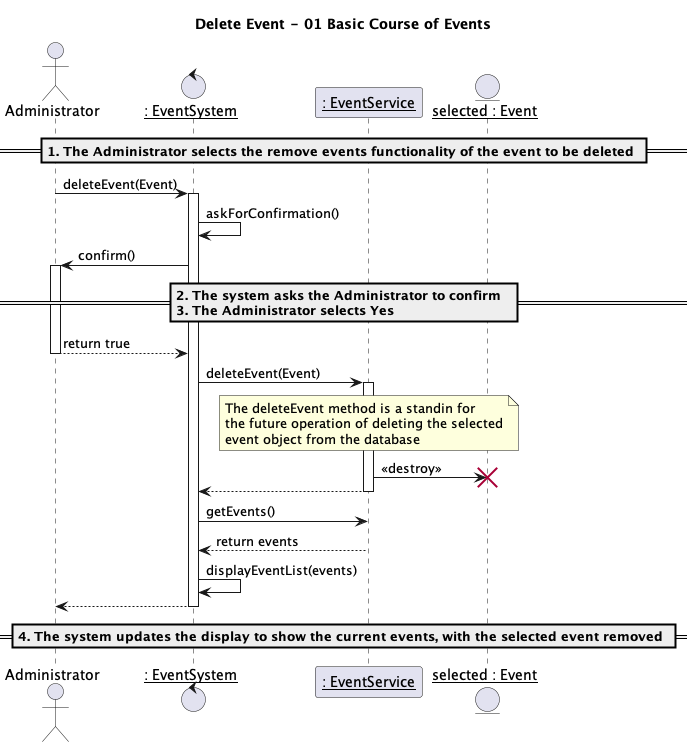 Delete Event - 01 Basic Course of Events
Administrator
: EventSystem
: EventService
selected : Event
1. The Administrator selects the remove events functionality of the event to be deleted
deleteEvent(Event)
askForConfirmation()
confirm()
2. The system asks the Administrator to confirm
3. The Administrator selects Yes
return true
deleteEvent(Event)
The deleteEvent method is a standin for
the future operation of deleting the selected
event object from the database
«destroy»
getEvents()
return events
displayEventList(events)
4. The system updates the display to show the current events, with the selected event removed
Administrator
: EventSystem
: EventService
selected : Event